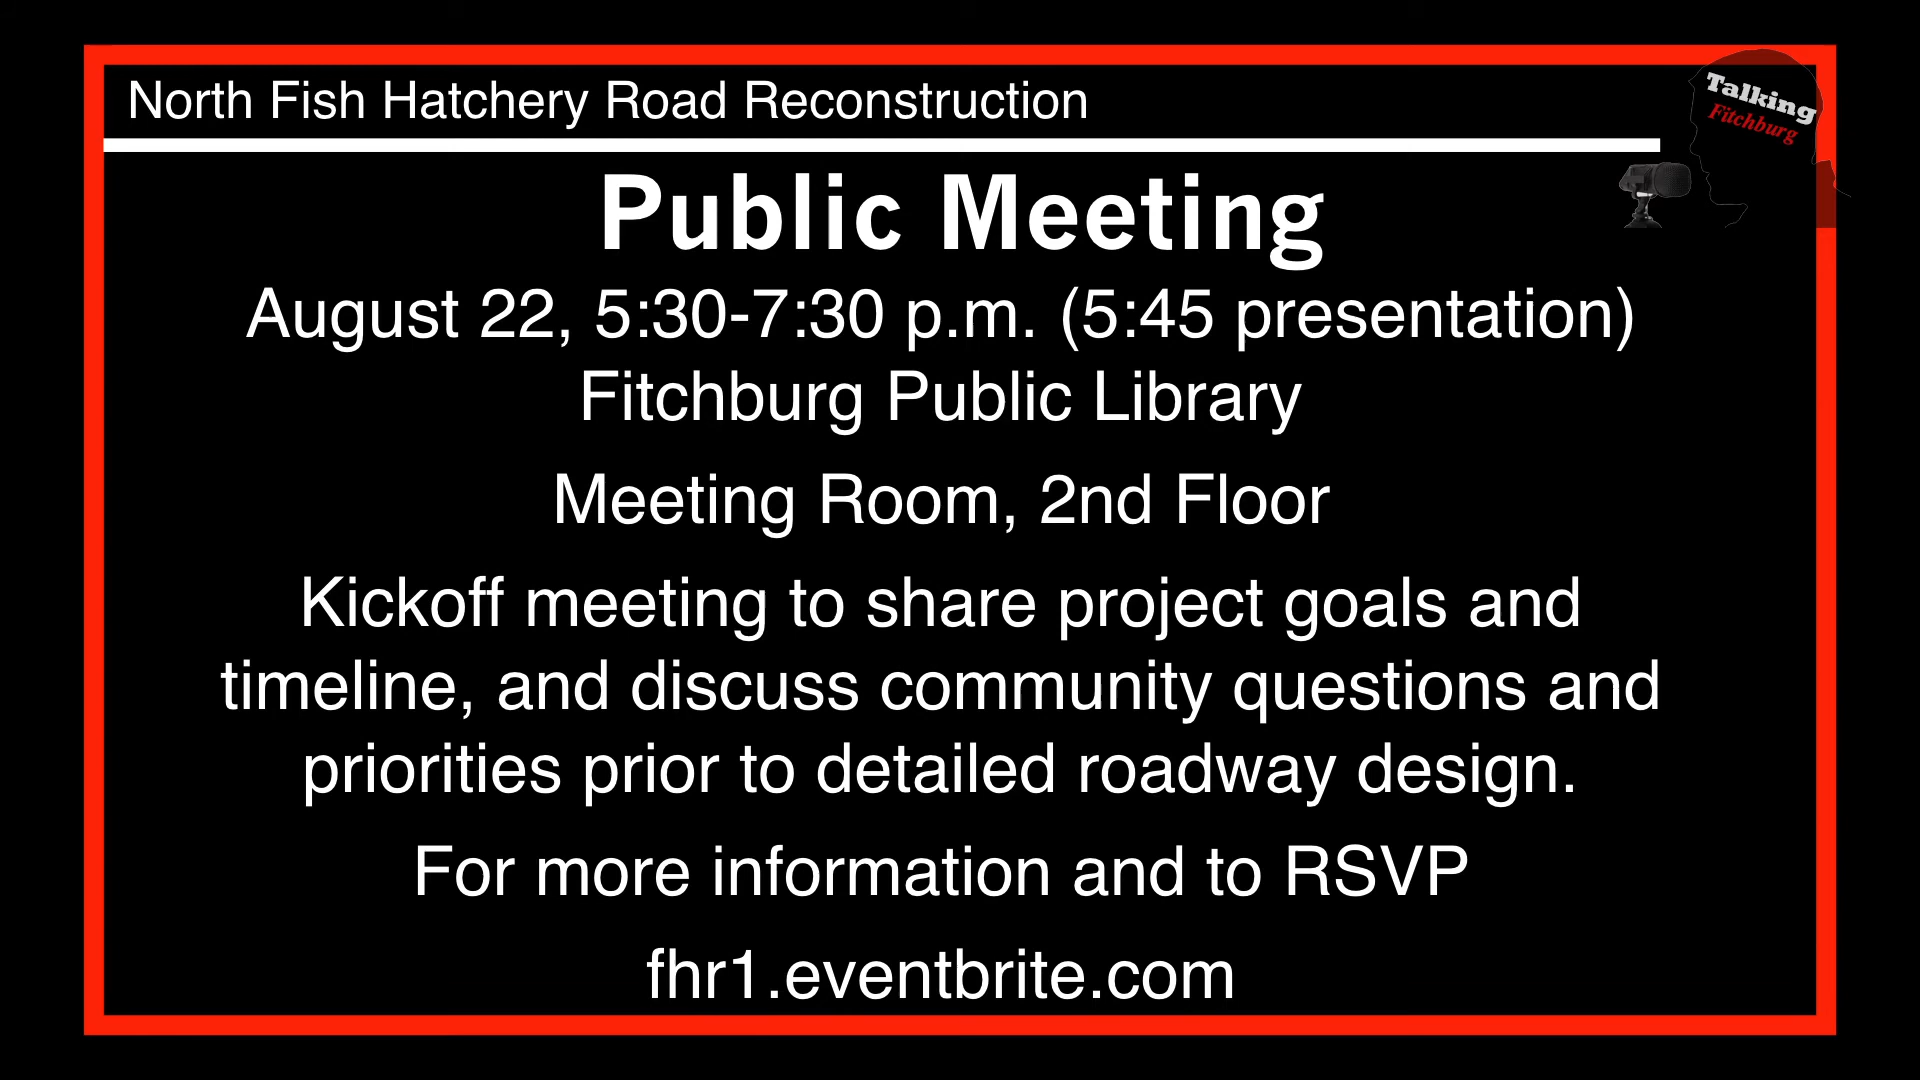 North Fish Hatchery Road Reconstruction
Talking
Fitchburg
Public Meeting
August 22, 5:30-7:30 p.m. (5:45 presentation)
Fitchburg Public Library
Meeting Room, 2nd Floor
Kickoff meeting to share project goals and
timeline, and discuss community questions and
priorities prior to detailed roadway design.
For more information and to RSVP
fhr1.eventbrite.com